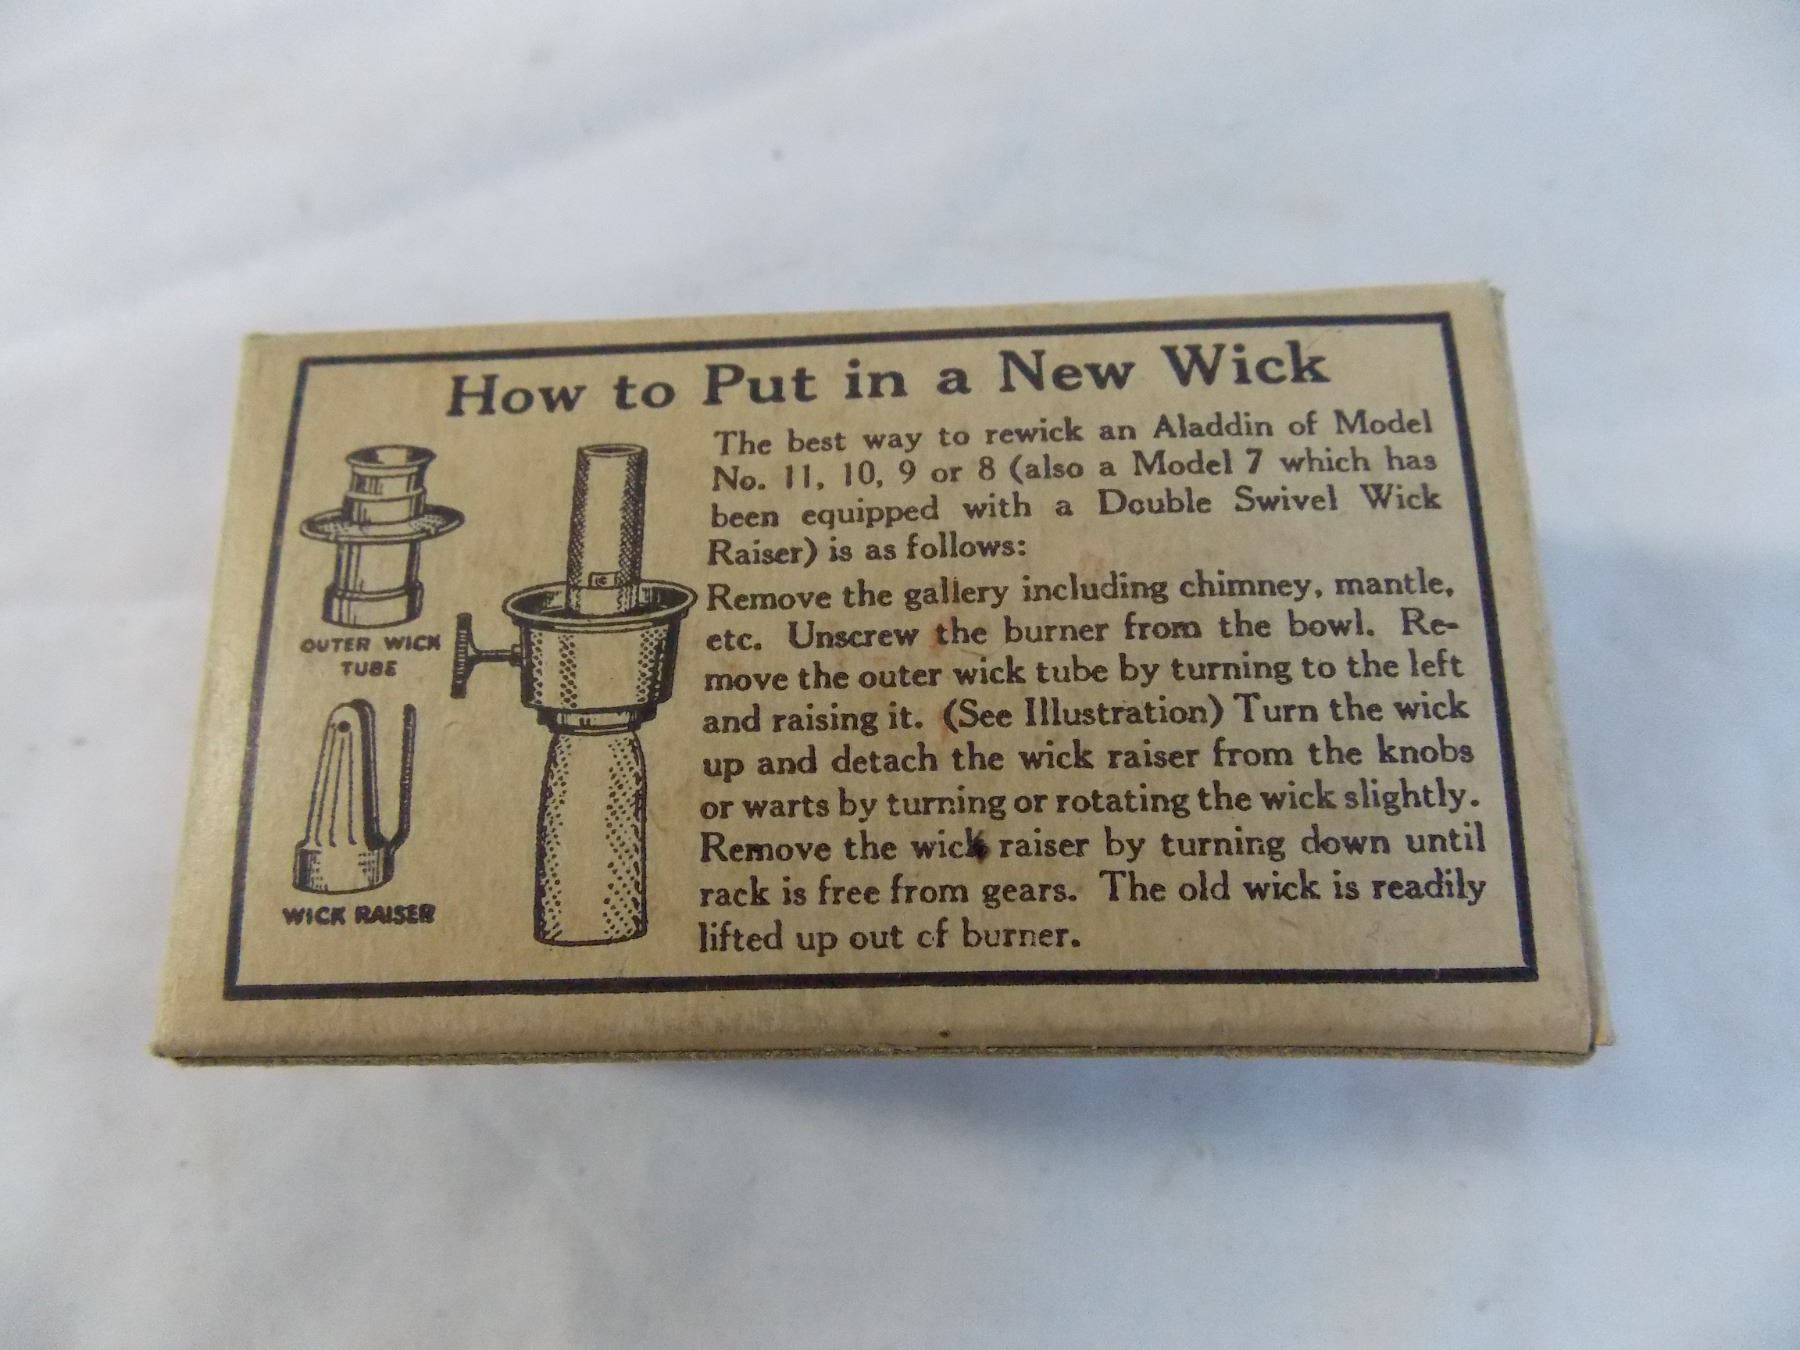 How to Put in a New Wick
The best way to rewick an Aladdin of Model
No. 11, 10, 9 or 8 (also a Model 7 which has
been equipped with a Double Swivel Wick
Raiser) is as follows:
Remove the gallery including chimney, mantle,
etc. Unscrew the burner from the bowl. Re-
move the outer wick tube by turning to the left
and raising it. (See Illustration) Turn the wick
up and detach the wick raiser from the knobs
or warts by turning or rotating the wick slightly.
Remove the wick raiser by turning down until
rack is free from gears. The old wick is readily
lifted up out of burner.
OUTER WICK
TUBE
WICK RAISER